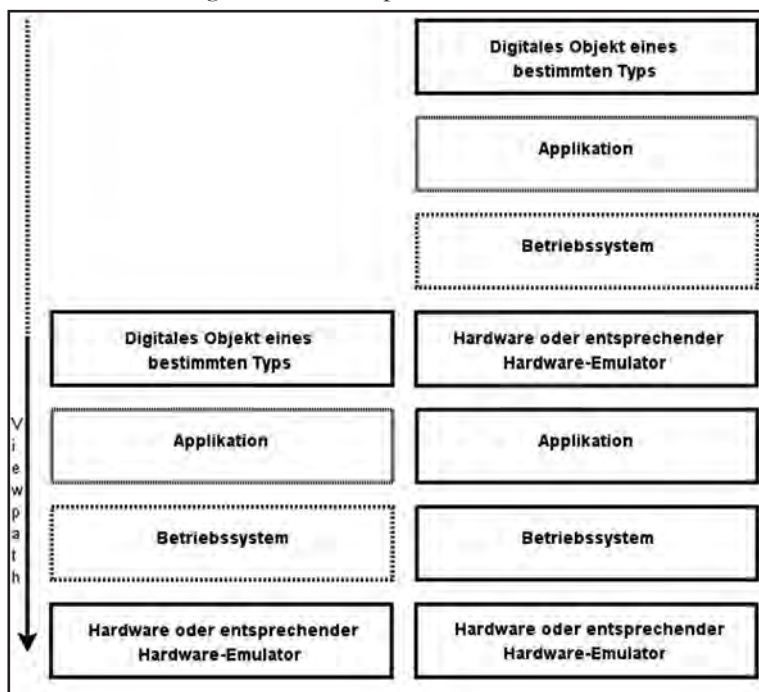 Digitales Objekt eines
bestimmten Typs
Applikation
Betriebssystem
Digitales Objekt eines
bestimmten Typs
Hardware oder entsprechender
Hardware-Emulator
Applikation
Applikation
Betriebssystem
Betriebssystem
Hardware oder entsprechender
Hardware-Emulator
Hardware oder entsprechender
Hardware-Emulator
Viewpath